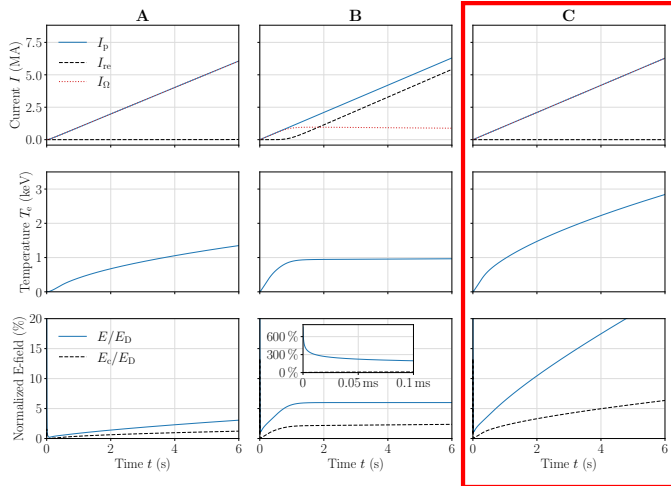 A B C
Current I (MA)
7.5
5.0
2.5
0.0
I_p
I_re
I_Ω
Temperature T_e (keV)
3
2
1
0
Normalized E-field (%)
20
15
10
5
0
E/E_D
E_c/E_D
600 %
300 %
0 %
0 0.05 ms 0.1 ms
0 2 4 6
0 2 4 6
0 2 4 6
Time t (s)
Time t (s)
Time t (s)